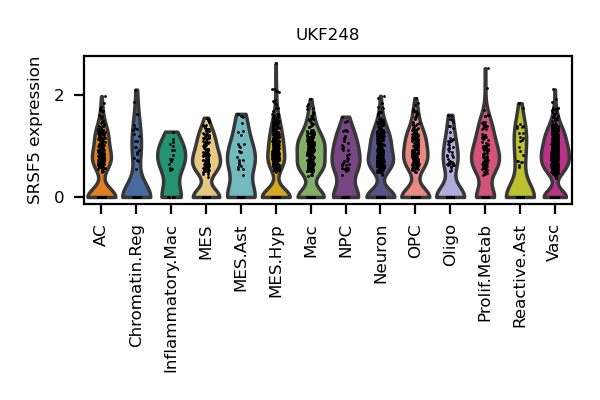 UKF248
SRSF5 expression
2
0
AC
Chromatin.Reg
Inflammatory.Mac
MES
MES.Ast
MES.Hyp
Mac
NPC
Neuron
OPC
Oligo
Prolif.Metab
Reactive.Ast
Vasc